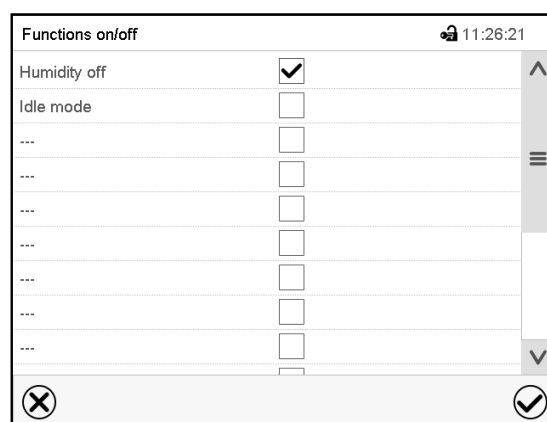 Functions on/off 11:26:21
Humidity off
Idle mode
---
---
---
---
---
---
---